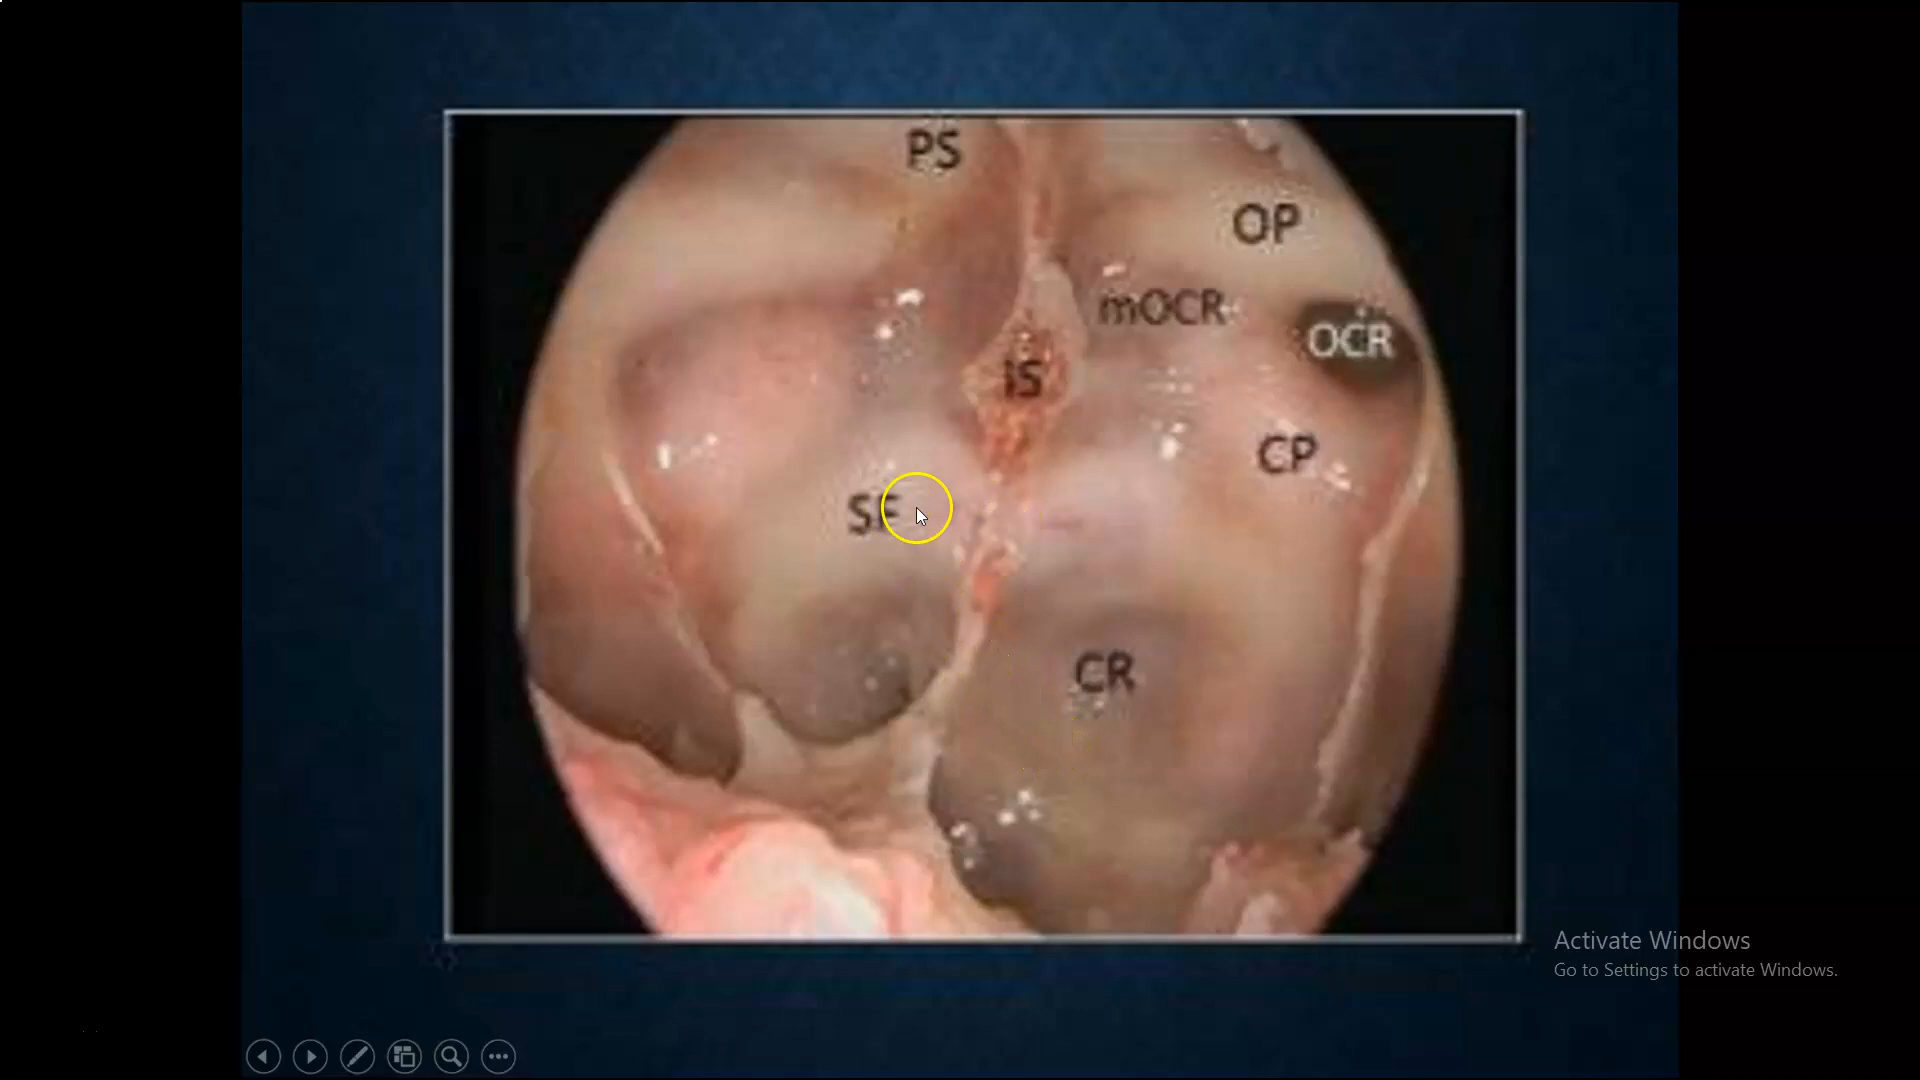 PS
OP
mOCR
OCR
iS
CP
SF
CR
Activate Windows
Go to Settings to activate Windows.